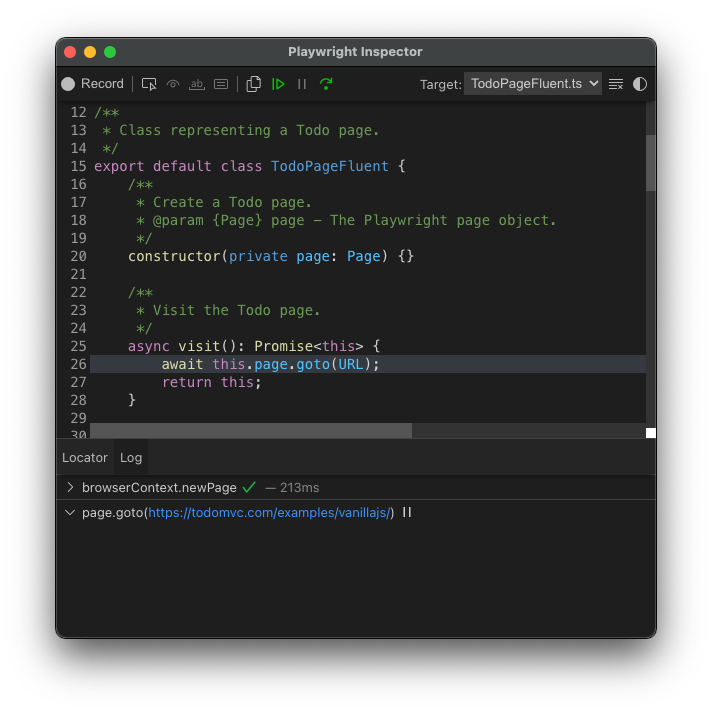 Playwright Inspector
Record ab Target: TodoPageFluent.ts
12 /**
13  * Class representing a Todo page.
14  */
15 export default class TodoPageFluent {
16     /**
17      * Create a Todo page.
18      * @param {Page} page - The Playwright page object.
19      */
20     constructor(private page: Page) {}
21
22     /**
23      * Visit the Todo page.
24      */
25     async visit(): Promise<this> {
26         await this.page.goto(URL);
27         return this;
28     }
29
30
Locator Log
browserContext.newPage ✓ — 213ms
page.goto(https://todomvc.com/examples/vanillajs/)